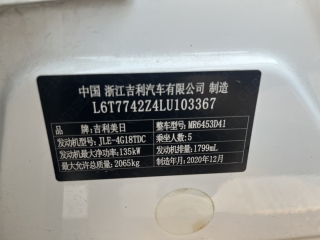 中国 浙江吉利汽车有限公司 制造
L6T7742Z4LU103367
品牌:吉利美日 整车型号:MR6453D41
发动机型号:JLE-4G18TDC 乘坐人数:5
发动机最大净功率:135kW 发动机排量:1799mL
最大允许总质量:2065kg 制造年月:2020年12月